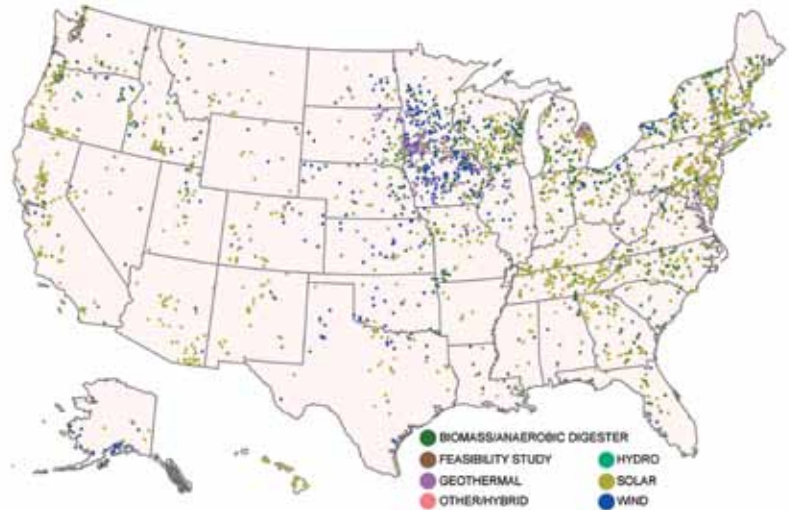 BIOMASS/ANAEROBIC DIGESTER
FEASIBILITY STUDY
HYDRO
GEOTHERMAL
SOLAR
OTHER/HYBRID
WIND